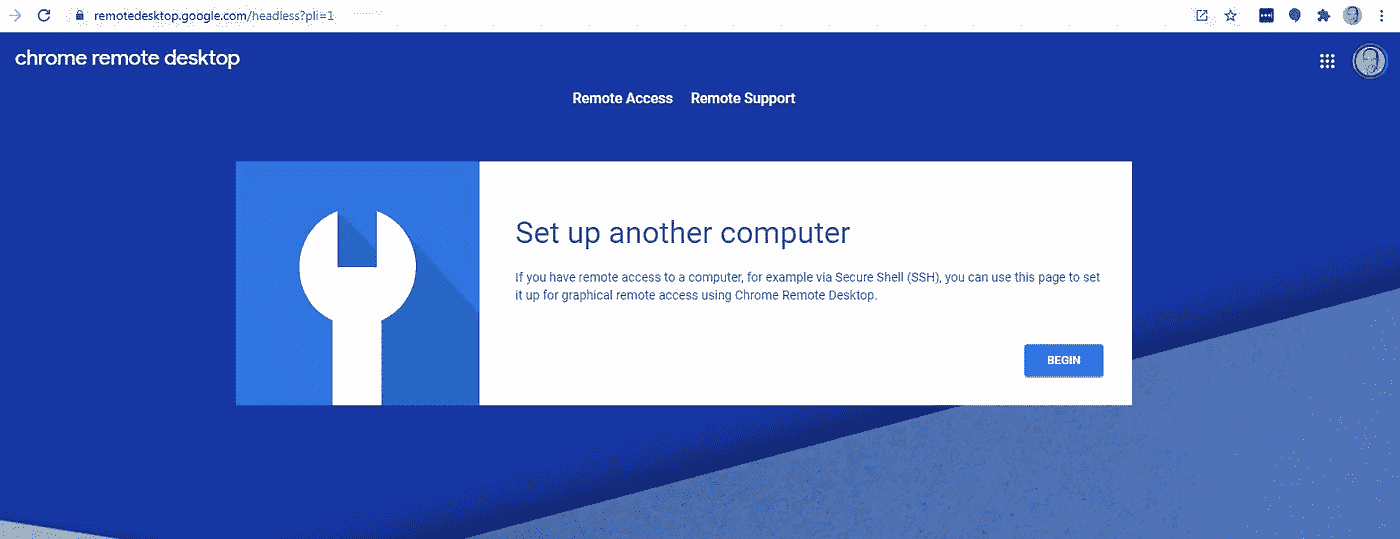 remotedesktop.google.com/headless?pli=1
chrome remote desktop
Remote Access Remote Support
Set up another computer
If you have remote access to a computer, for example via Secure Shell (SSH), you can use this page to set
it up for graphical remote access using Chrome Remote Desktop.
BEGIN